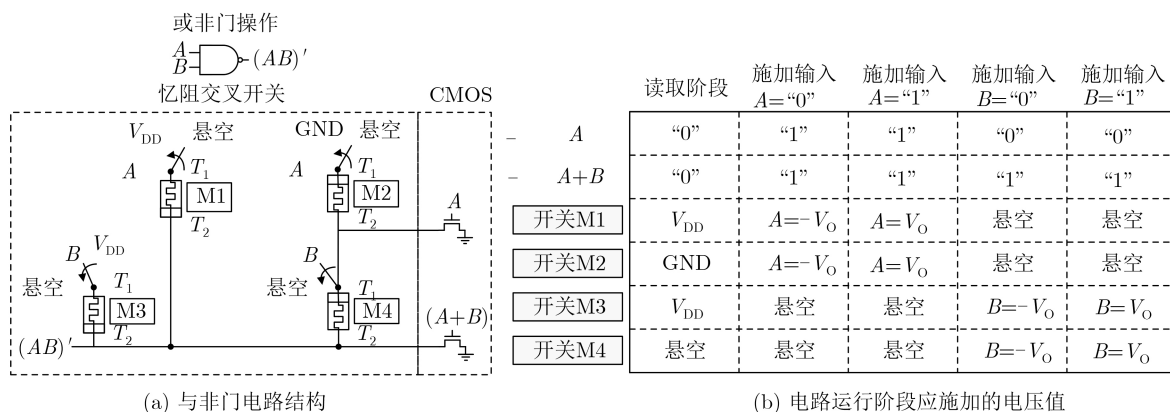 或非门操作
A
B
(AB)′
忆阻交叉开关
CMOS
V_DD 悬空
GND 悬空
A T₁
M1
T₂
A T₁
M2
T₂
A
B V_DD
悬空
T₁
M3
T₂
B
悬空
T₁
M4
T₂
(A+B)
(AB)′
(a) 与非门电路结构
读取阶段 施加输入 A=“0” 施加输入 A=“1” 施加输入 B=“0” 施加输入 B=“1”
– A “0” “1” “1” “0” “0”
– A+B “0” “1” “1” “1” “1”
开关M1 V_DD A=−V_O A=V_O 悬空 悬空
开关M2 GND A=−V_O A=V_O 悬空 悬空
开关M3 V_DD 悬空 悬空 B=−V_O B=V_O
开关M4 悬空 悬空 悬空 B=−V_O B=V_O
(b) 电路运行阶段应施加的电压值